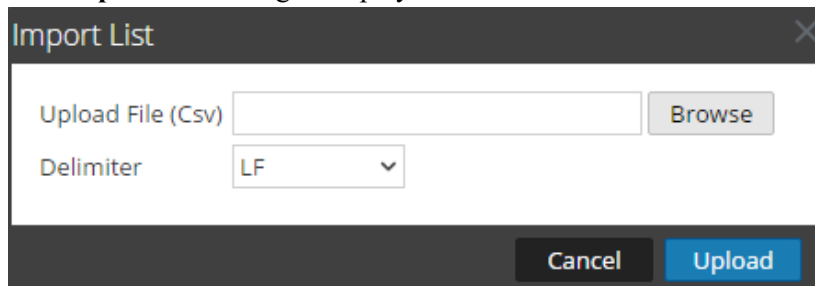 Import List
Upload File (Csv) Browse
Delimiter LF
Cancel Upload